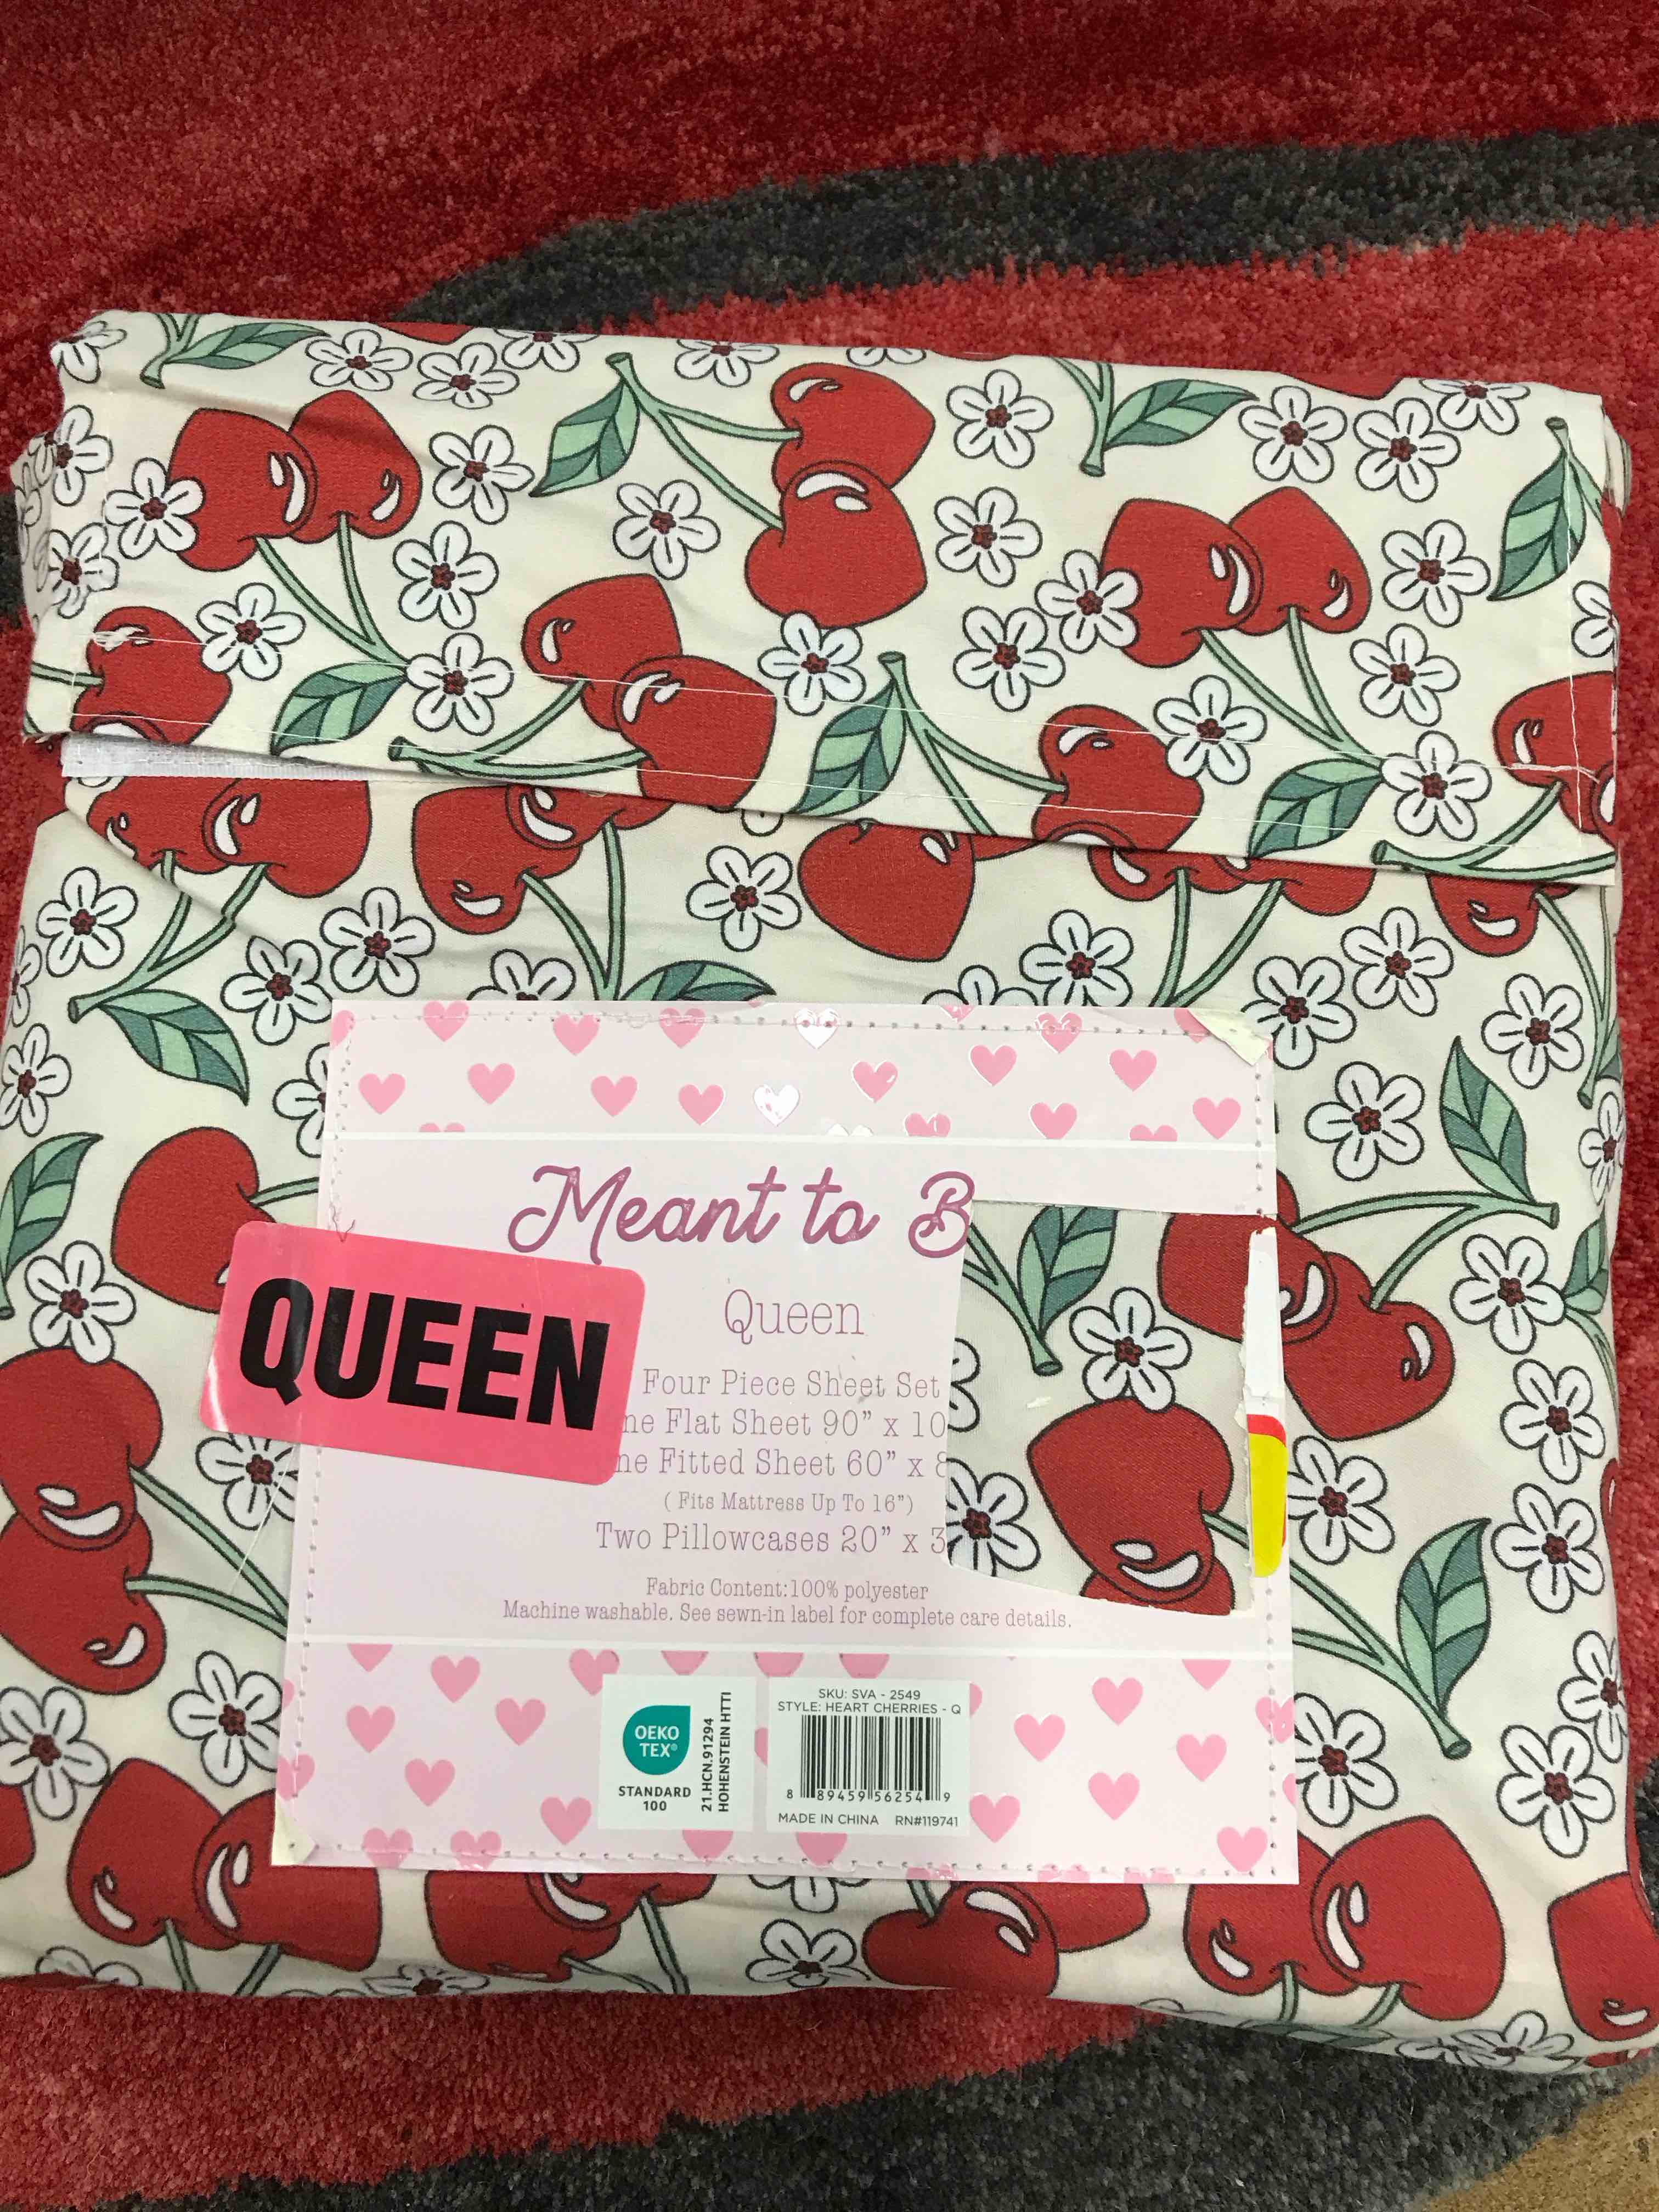 Meant to B
Queen
QUEEN
Four Piece Sheet Set
ne Flat Sheet 90” x 10
ne Fitted Sheet 60” x 8
( Fits Mattress Up To 16”)
Two Pillowcases 20” x 3
Fabric Content:100% polyester
Machine washable. See sewn-in label for complete care details.
OEKO
TEX®
STANDARD
100
21.HCN.91294
HOHENSTEIN HTTI
SKU: SVA - 2549
STYLE: HEART CHERRIES - Q
8 89459 56254 9
MADE IN CHINA RN#119741